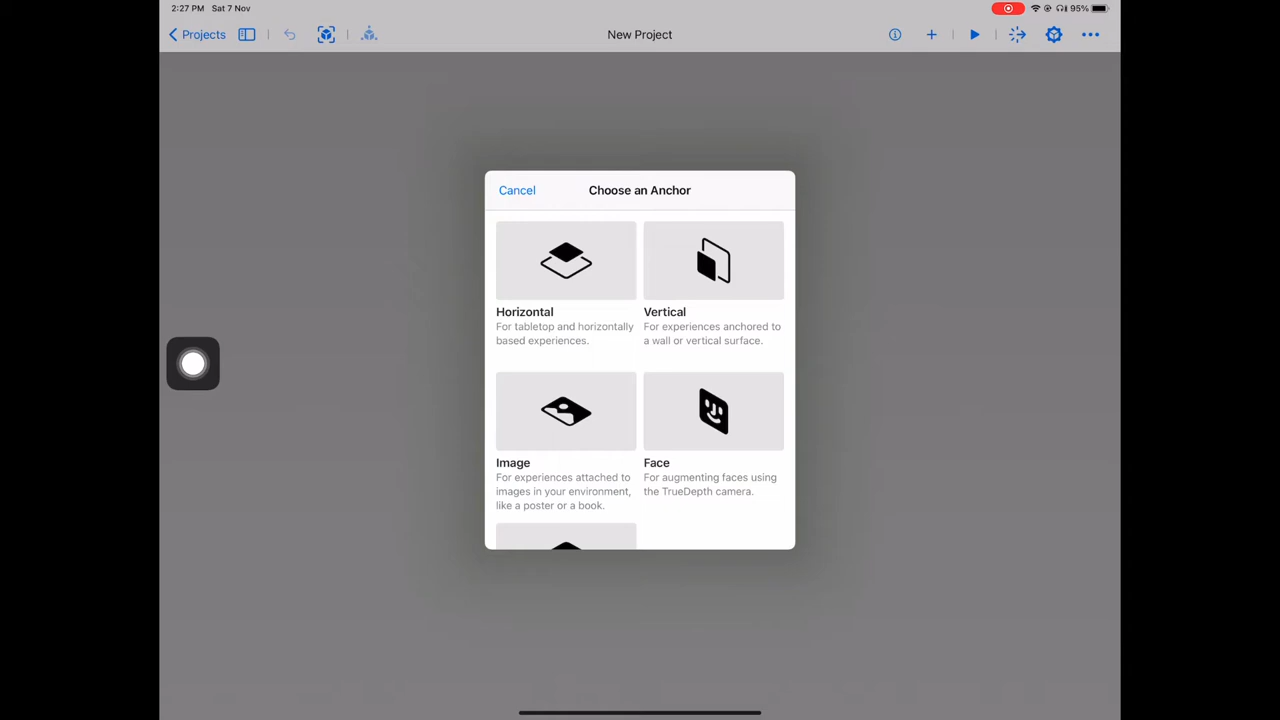 2:27 PM Sat 7 Nov 95%
Projects New Project
Cancel Choose an Anchor
Horizontal
For tabletop and horizontally
based experiences.
Vertical
For experiences anchored to
a wall or vertical surface.
Image
For experiences attached to
images in your environment,
like a poster or a book.
Face
For augmenting faces using
the TrueDepth camera.